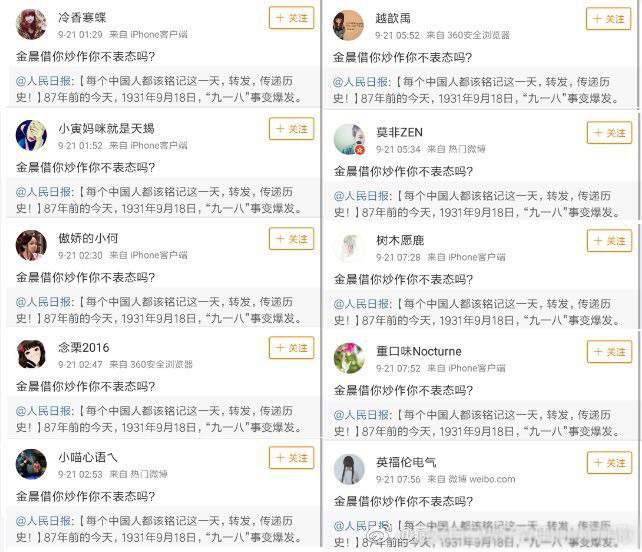 冷香寒蝶
+ 关注
9-21 01:29 来自 iPhone客户端
金晨借你炒作你不表态吗?
@人民日报:【每个中国人都该铭记这一天，转发，传递历
史!】87年前的今天，1931年9月18日，“九一八”事变爆发。
小寅妈咪就是天蝎
+ 关注
9-21 01:52 来自 iPhone客户端
金晨借你炒作你不表态吗?
@人民日报:【每个中国人都该铭记这一天，转发，传递历
史!】87年前的今天，1931年9月18日，“九一八”事变爆发。
傲娇的小何
+ 关注
9-21 02:30 来自 iPhone客户端
金晨借你炒作你不表态吗?
@人民日报:【每个中国人都该铭记这一天，转发，传递历
史!】87年前的今天，1931年9月18日，“九一八”事变爆发。
念栗2016
+ 关注
9-21 02:47 来自 360安全浏览器
金晨借你炒作你不表态吗?
@人民日报:【每个中国人都该铭记这一天，转发，传递历
史!】87年前的今天，1931年9月18日，“九一八”事变爆发。
小喵心语ヘ
+ 关注
9-21 02:53 来自 热门微博
金晨借你炒作你不表态吗?
@人民日报:【每个中国人都该铭记这一天，转发，传递历
史!】87年前的今天，1931年9月18日，“九一八”事变爆发。
越歆禹
+ 关注
9-21 05:52 来自 360安全浏览器
金晨借你炒作你不表态吗?
@人民日报:【每个中国人都该铭记这一天，转发，传递历
史!】87年前的今天，1931年9月18日，“九一八”事变爆发。
莫非ZEN
+ 关注
9-21 05:34 来自 热门微博
金晨借你炒作你不表态吗?
@人民日报:【每个中国人都该铭记这一天，转发，传递历
史!】87年前的今天，1931年9月18日，“九一八”事变爆发。
树木愿鹿
+ 关注
9-21 07:28 来自 iPhone客户端
金晨借你炒作你不表态吗?
@人民日报:【每个中国人都该铭记这一天，转发，传递历
史!】87年前的今天，1931年9月18日，“九一八”事变爆发。
重口味Nocturne
+ 关注
9-21 07:52 来自 iPhone客户端
金晨借你炒作你不表态吗?
@人民日报:【每个中国人都该铭记这一天，转发，传递历
史!】87年前的今天，1931年9月18日，“九一八”事变爆发。
英福伦电气
+ 关注
9-21 07:56 来自 微博 weibo.com
金晨借你炒作你不表态吗?
@人民日报:【每个中国人都该铭记这一天，转发，传递历
史!】87年前的今天，1931年9月18日，“九一八”事变爆发。